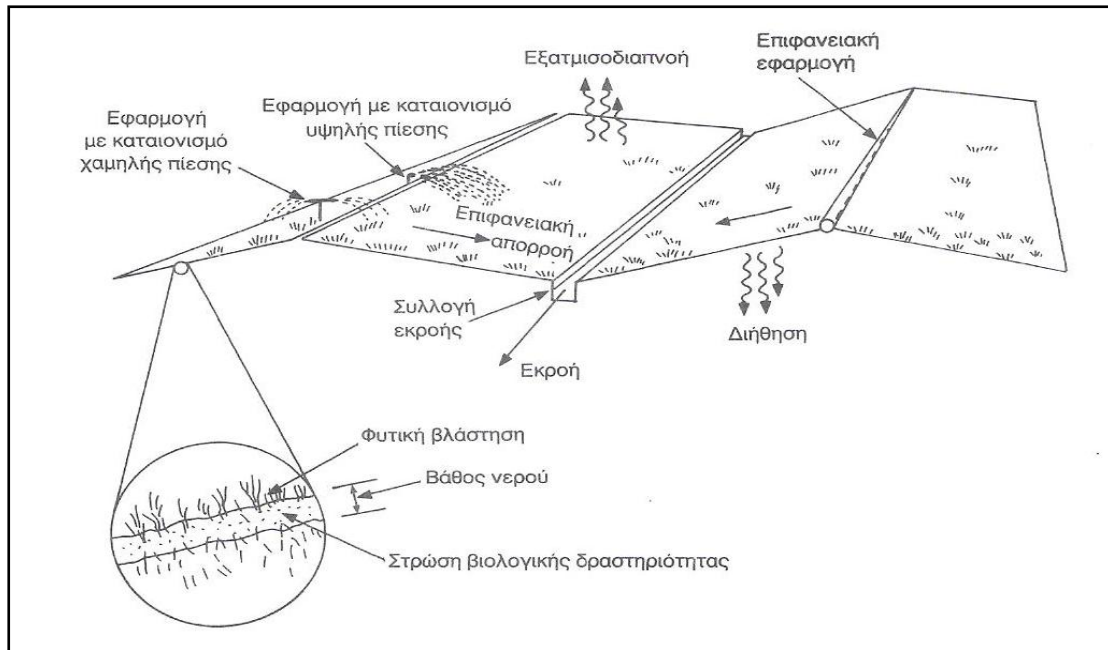 Εξατμισοδιαπνοή
Επιφανειακή
εφαρμογή
Εφαρμογή
με καταιονισμό
χαμηλής πίεσης
Εφαρμογή με καταιονισμό
υψηλής πίεσης
Επιφανειακή
απορροή
Συλλογή
εκροής
Εκροή
Διήθηση
Φυτική βλάστηση
Βάθος νερού
Στρώση βιολογικής δραστηριότητας